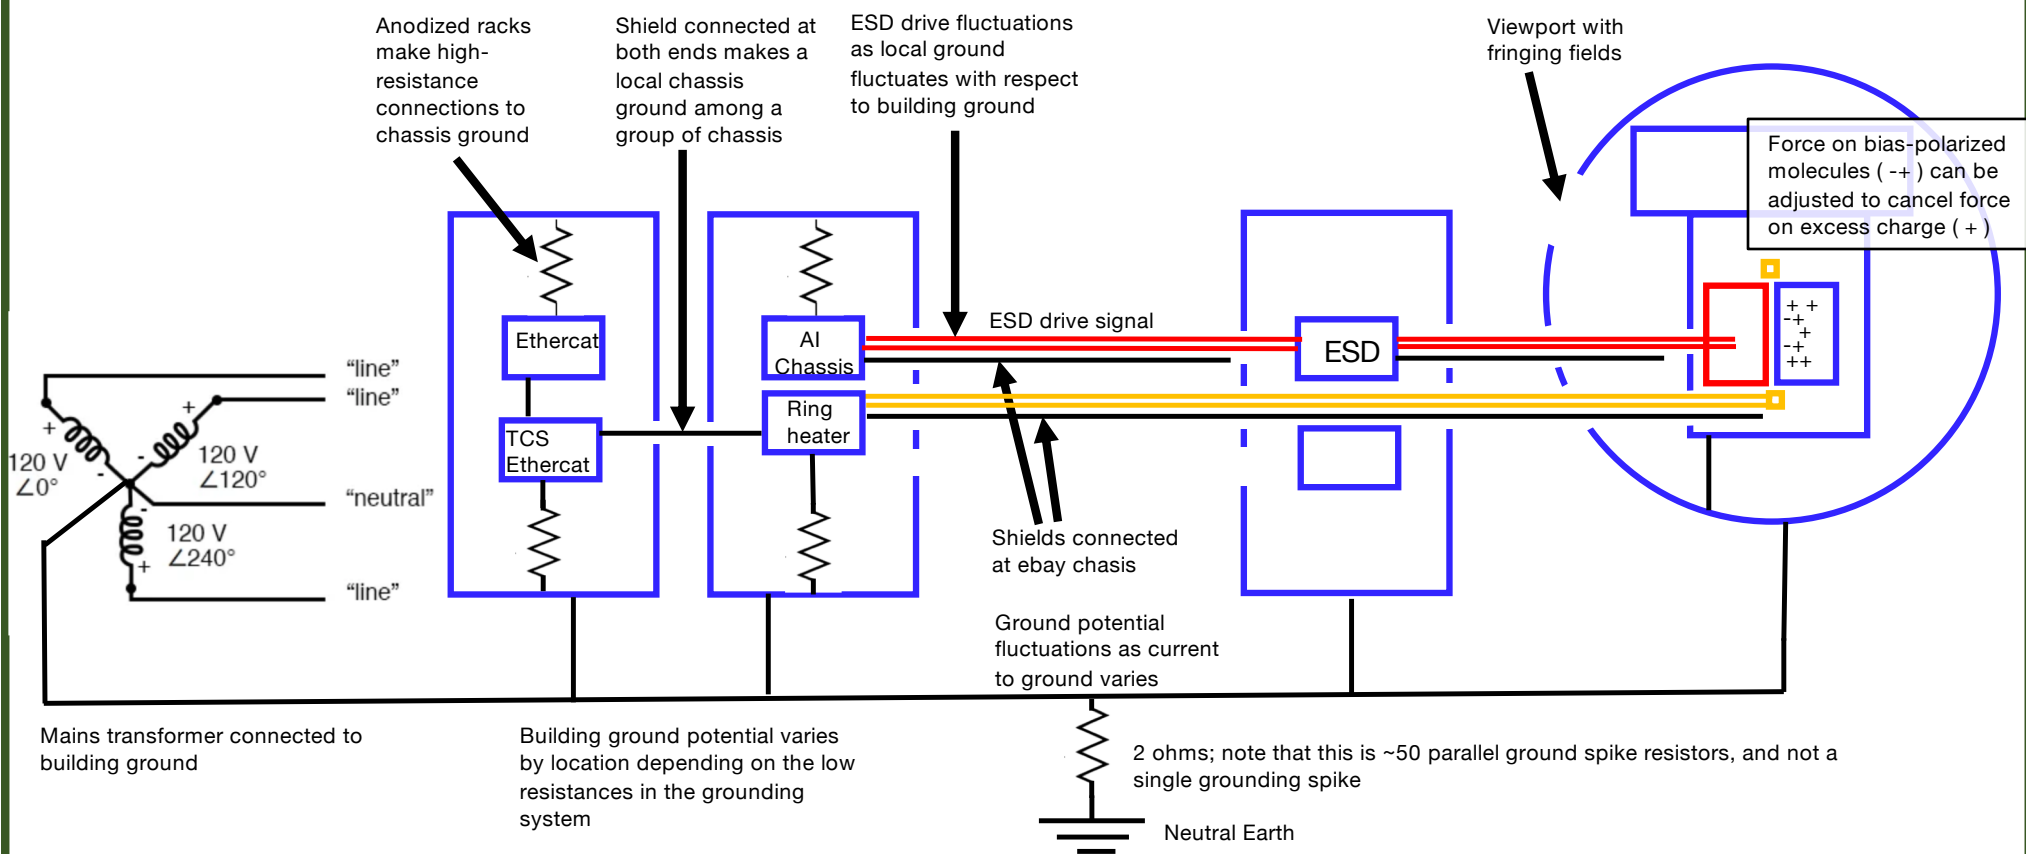 Anodized racks
make high-
resistance
connections to
chassis ground
Shield connected at
both ends makes a
local chassis
ground among a
group of chassis
ESD drive fluctuations
as local ground
fluctuates with respect
to building ground
Viewport with
fringing fields
Force on bias-polarized
molecules ( -+ ) can be
adjusted to cancel force
on excess charge ( + )
Ethercat
TCS
Ethercat
AI
Chassis
Ring
heater
ESD drive signal
ESD
+ +
-+
+
-+
++
"line"
"line"
"neutral"
"line"
+
-
120 V
∠0°
+
-
120 V
∠120°
-
+
120 V
∠240°
Shields connected
at ebay chasis
Ground potential
fluctuations as current
to ground varies
Mains transformer connected to
building ground
Building ground potential varies
by location depending on the low
resistances in the grounding
system
2 ohms; note that this is ~50 parallel ground spike resistors, and not a
single grounding spike
Neutral Earth